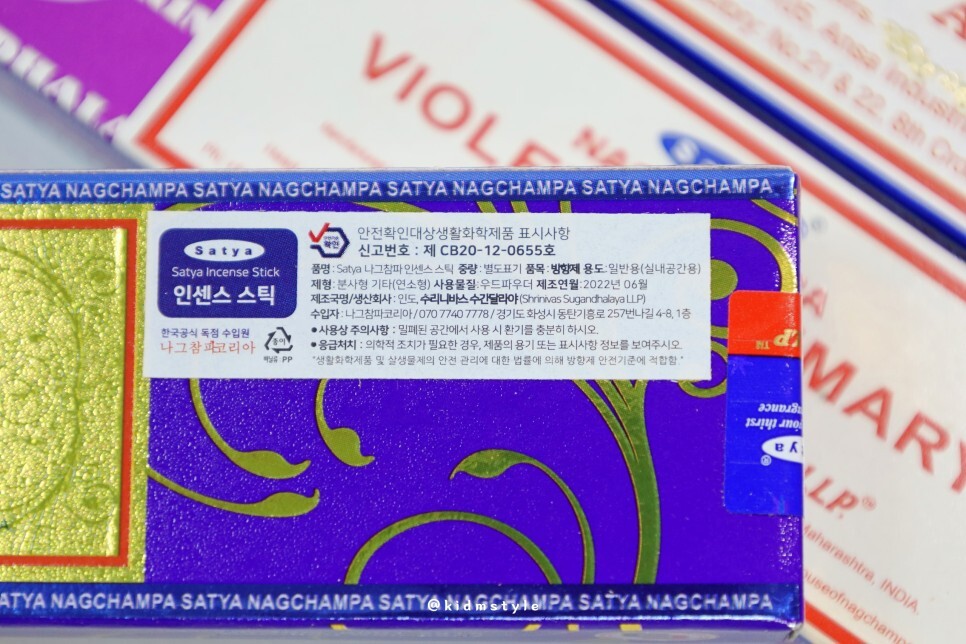 VIOLE
SATYA NAGCHAMPA SATYA NAGCHAMPA SATYA NAGCHAMPA SATYA NAGCHAMPA
Satya
Satya Incense Stick
인센스 스틱
한국공식 독점 수입원
나그참파코리아
종이
PP
확인
안전확인대상생활화학제품 표시사항
신고번호 : 제 CB20-12-0655호
품명 : Satya 나그참파 인센스 스틱 중량 : 별도표기 품목 : 방향제 용도 : 일반용(실내공간용)
제형 : 분사형 기타(연소형) 사용물질 : 우드파우더 제조연월 : 2022년 06월
제조국명/생산회사 : 인도, 수리니바스 수간달라야 (Shrinivas Sugandhalaya LLP)
수입자 : 나그참파코리아 / 070 7740 7778 / 경기도 화성시 동탄기흥로 257번나길 4-8, 1층
●사용상 주의사항 : 밀폐된 공간에서 사용 시 환기를 충분히 하시오.
●응급처치 : 의학적 조치가 필요한 경우, 제품의 용기 또는 표시사항 정보를 보여주시오.
"생활화학제품 및 살생물제의 안전 관리에 대한 법률에 의해 방향제 안전기준에 적합함."
our thirst
agrance
MARY
LLP.®
Maharashtra, INDIA
ATYA NAGCHAMPA SATYA NAGCHAMPA SATYA NAGCHAMPA SATYA NAGCHAMPA
@kidmstyle